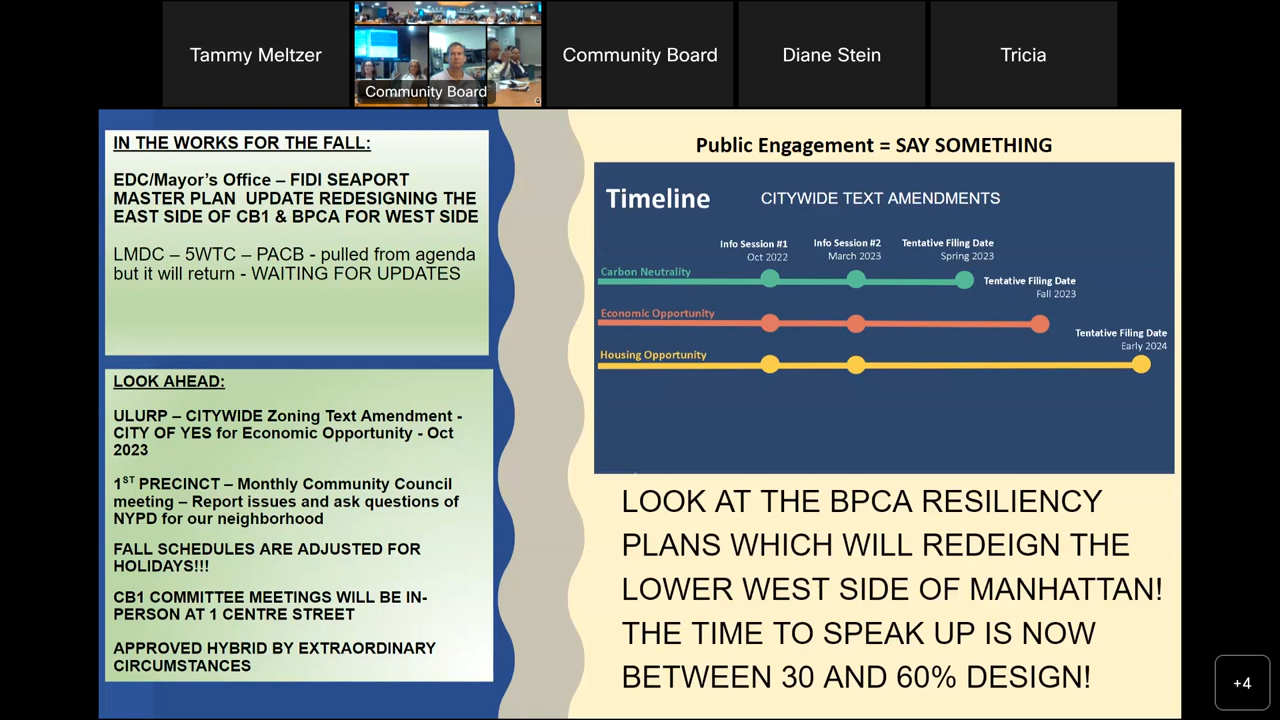 Tammy Meltzer
Community Board
Community Board
Diane Stein
Tricia
IN THE WORKS FOR THE FALL:
EDC/Mayor's Office – FIDI SEAPORT
MASTER PLAN UPDATE REDESIGNING THE
EAST SIDE OF CB1 & BPCA FOR WEST SIDE
LMDC – 5WTC – PACB - pulled from agenda
but it will return - WAITING FOR UPDATES
LOOK AHEAD:
ULURP – CITYWIDE Zoning Text Amendment -
CITY OF YES for Economic Opportunity - Oct
2023
1ST PRECINCT – Monthly Community Council
meeting – Report issues and ask questions of
NYPD for our neighborhood
FALL SCHEDULES ARE ADJUSTED FOR
HOLIDAYS!!!
CB1 COMMITTEE MEETINGS WILL BE IN-
PERSON AT 1 CENTRE STREET
APPROVED HYBRID BY EXTRAORDINARY
CIRCUMSTANCES
Public Engagement = SAY SOMETHING
Timeline CITYWIDE TEXT AMENDMENTS
Info Session #1 Info Session #2 Tentative Filing Date
Oct 2022 March 2023 Spring 2023
Carbon Neutrality
Tentative Filing Date
Fall 2023
Economic Opportunity
Tentative Filing Date
Early 2024
Housing Opportunity
LOOK AT THE BPCA RESILIENCY
PLANS WHICH WILL REDEIGN THE
LOWER WEST SIDE OF MANHATTAN!
THE TIME TO SPEAK UP IS NOW
BETWEEN 30 AND 60% DESIGN!
+4